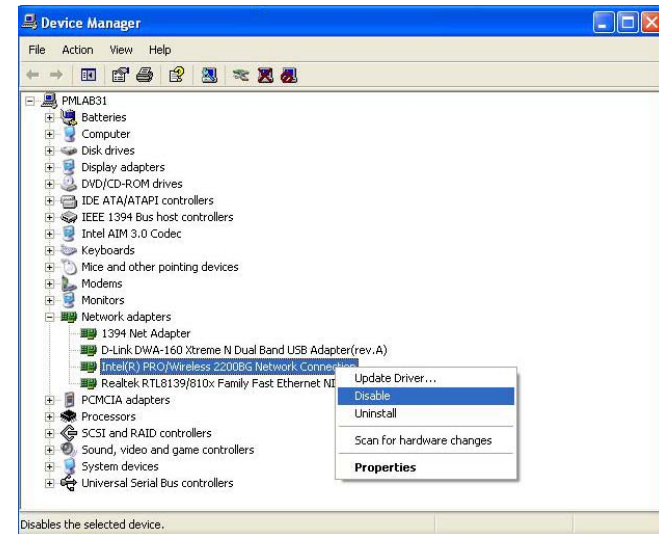 Device Manager
File Action View Help
PMLAB31
Batteries
Computer
Disk drives
Display adapters
DVD/CD-ROM drives
IDE ATA/ATAPI controllers
IEEE 1394 Bus host controllers
Intel AIM 3.0 Codec
Keyboards
Mice and other pointing devices
Modems
Monitors
Network adapters
1394 Net Adapter
D-Link DWA-160 Xtreme N Dual Band USB Adapter(rev.A)
Intel(R) PRO/Wireless 2200BG Network Connection
Realtek RTL8139/810x Family Fast Ethernet NI
PCMCIA adapters
Processors
SCSI and RAID controllers
Sound, video and game controllers
System devices
Universal Serial Bus controllers
Update Driver...
Disable
Uninstall
Scan for hardware changes
Properties
Disables the selected device.